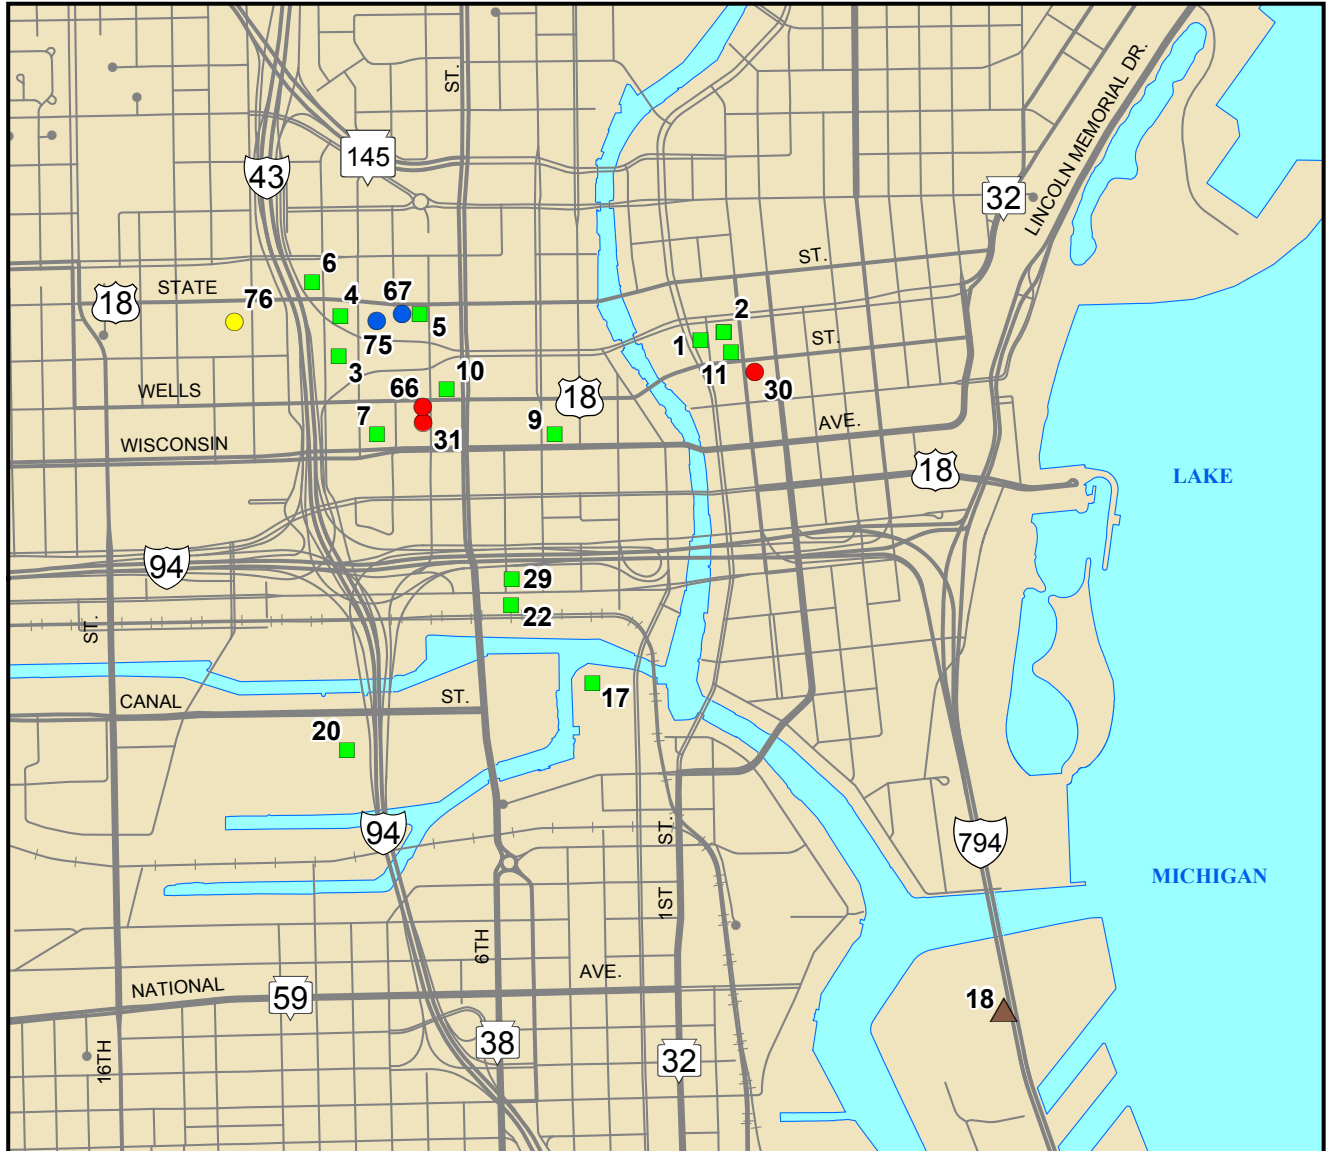 ST.
145
43
LINCOLN MEMORIAL DR.
32
6
ST.
STATE
76
4
67
18
2
5
75
1
ST.
3
11
10
66
30
WELLS
18
7
9
AVE.
WISCONSIN
31
18
LAKE
94
29
22
ST.
CANAL
ST.
17
20
94
ST.
794
MICHIGAN
1ST
6TH
AVE.
NATIONAL
59
18
38
16TH
32